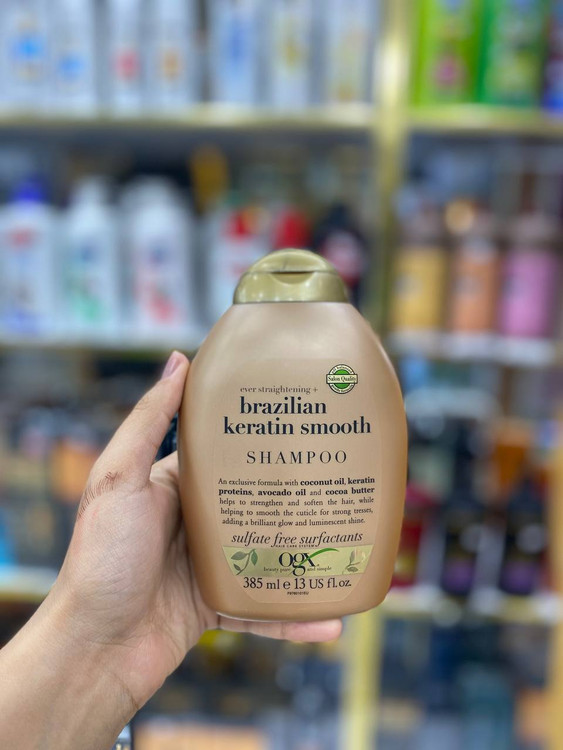 ever straightening +
Salon Quality
brazilian
keratin smooth
SHAMPOO
An exclusive formula with coconut oil, keratin
proteins, avocado oil and cocoa butter
helps to strengthen and soften the hair, while
helping to smooth the cuticle for strong tresses,
adding a brilliant glow and luminescent shine.
sulfate free surfactants
HAIR CARE SYSTEM
ogx
beauty pure and simple
385 ml e 13 US fl.oz.